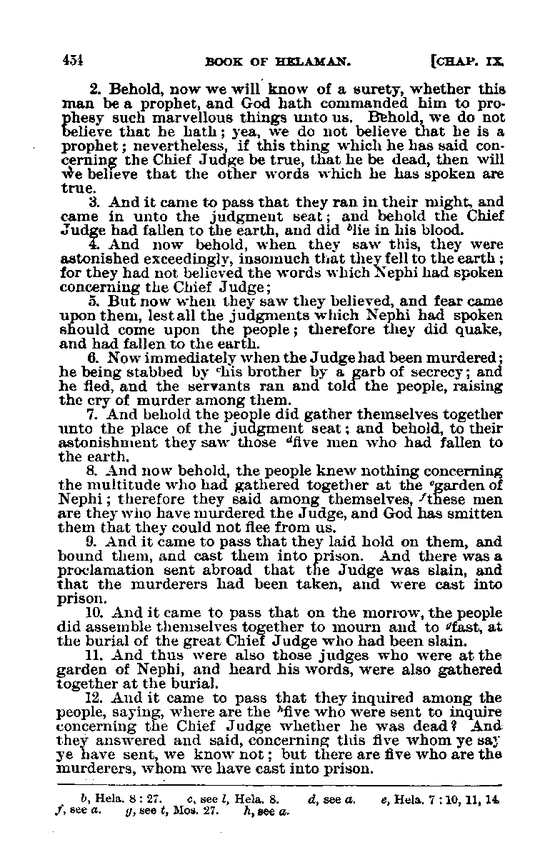 434 BOOK OF HELAMAN. [CHAP. IX.
2. Behold, now we will know of a surety, whether this
man be a prophet, and God hath commanded him to pro-
phesy such marvellous things unto us. Behold, we do not
believe that he hath; yea, we do not believe that he is a
prophet; nevertheless, if this thing which he has said con-
cerning the Chief Judge be true, that he be dead, then will
we believe that the other words which he has spoken are
true.
3. And it came to pass that they ran in their might, and
came in unto the judgment seat; and behold the Chief
Judge had fallen to the earth, and did ᵇlie in his blood.
4. And now behold, when they saw this, they were
astonished exceedingly, insomuch that they fell to the earth;
for they had not believed the words which Nephi had spoken
concerning the Chief Judge;
5. But now when they saw they believed, and fear came
upon them, lest all the judgments which Nephi had spoken
should come upon the people; therefore they did quake,
and had fallen to the earth.
6. Now immediately when the Judge had been murdered;
he being stabbed by ᶜhis brother by a garb of secrecy; and
he fled, and the servants ran and told the people, raising
the cry of murder among them.
7. And behold the people did gather themselves together
unto the place of the judgment seat; and behold, to their
astonishment they saw those ᵈfive men who had fallen to
the earth.
8. And now behold, the people knew nothing concerning
the multitude who had gathered together at the ᵉgarden of
Nephi; therefore they said among themselves, ᶠthese men
are they who have murdered the Judge, and God has smitten
them that they could not flee from us.
9. And it came to pass that they laid hold on them, and
bound them, and cast them into prison. And there was a
proclamation sent abroad that the Judge was slain, and
that the murderers had been taken, and were cast into
prison.
10. And it came to pass that on the morrow, the people
did assemble themselves together to mourn and to ᵍfast, at
the burial of the great Chief Judge who had been slain.
11. And thus were also those judges who were at the
garden of Nephi, and heard his words, were also gathered
together at the burial.
12. And it came to pass that they inquired among the
people, saying, where are the ʰfive who were sent to inquire
concerning the Chief Judge whether he was dead? And
they answered and said, concerning this five whom ye say
ye have sent, we know not; but there are five who are the
murderers, whom we have cast into prison.
b, Hela. 8:27. c, see l, Hela. 8. d, see a. e, Hela. 7:10, 11, 14.
f, see a. g, see t, Mos. 27. h, see a.